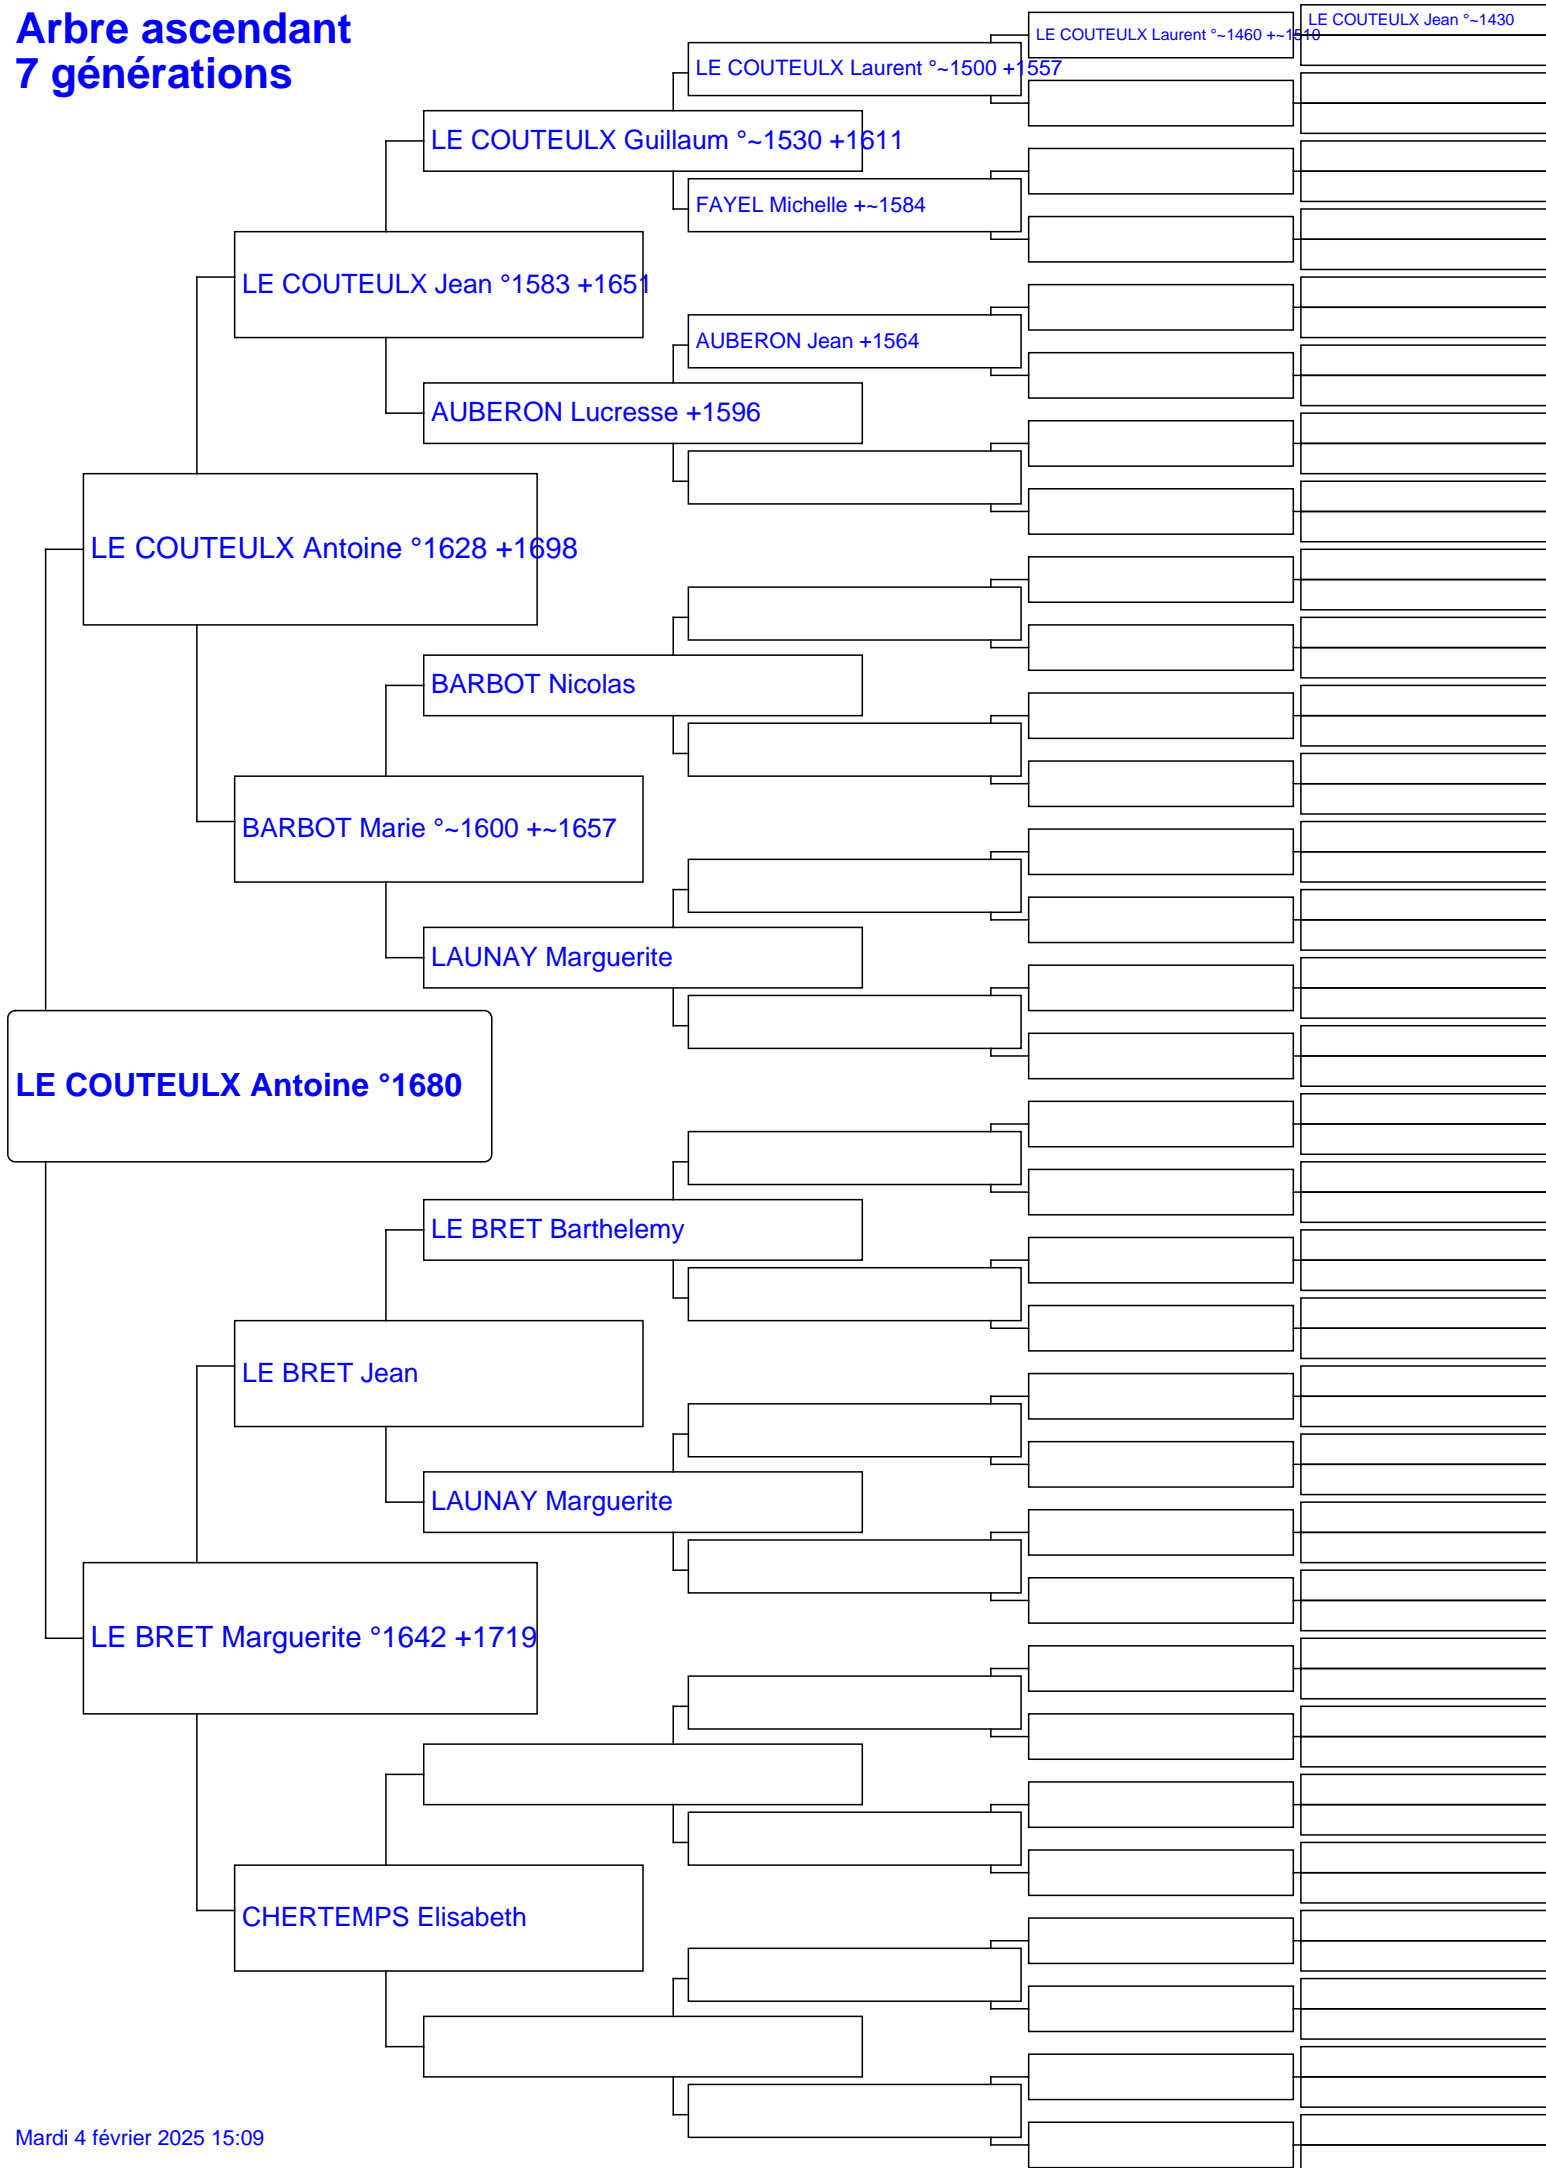 Arbre ascendant
7 générations
LE COUTEULX Jean °~1430
LE COUTEULX Laurent °~1460 +~1510
LE COUTEULX Laurent °~1500 +1557
LE COUTEULX Guillaum °~1530 +1611
FAYEL Michelle +~1584
LE COUTEULX Jean °1583 +1651
AUBERON Jean +1564
AUBERON Lucresse +1596
LE COUTEULX Antoine °1628 +1698
BARBOT Nicolas
BARBOT Marie °~1600 +~1657
LAUNAY Marguerite
LE COUTEULX Antoine °1680
LE BRET Barthelemy
LE BRET Jean
LAUNAY Marguerite
LE BRET Marguerite °1642 +1719
CHERTEMPS Elisabeth
Mardi 4 février 2025 15:09